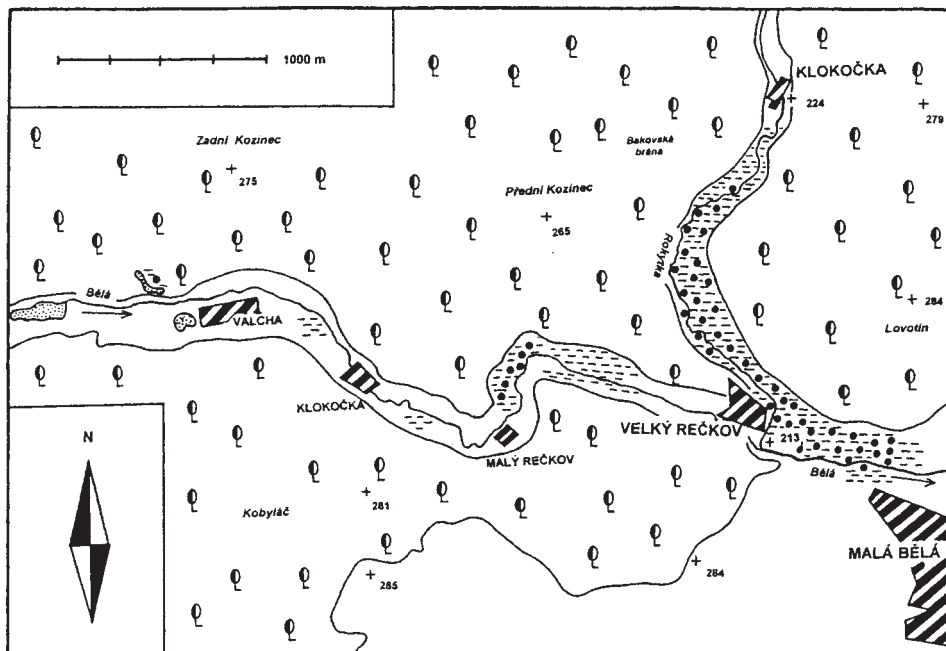 1000 m
KLOKOČKA
224
279
Zadní Kozinec
275
Bakovská
brána
Přední Kozinec
265
Rokytka
284
Lovotín
Bělá
VALCHA
KLOKOČKA
VELKÝ REČKOV
213
MALÝ REČKOV
Bělá
N
281
Kobyláč
MALÁ BĚLÁ
285
284